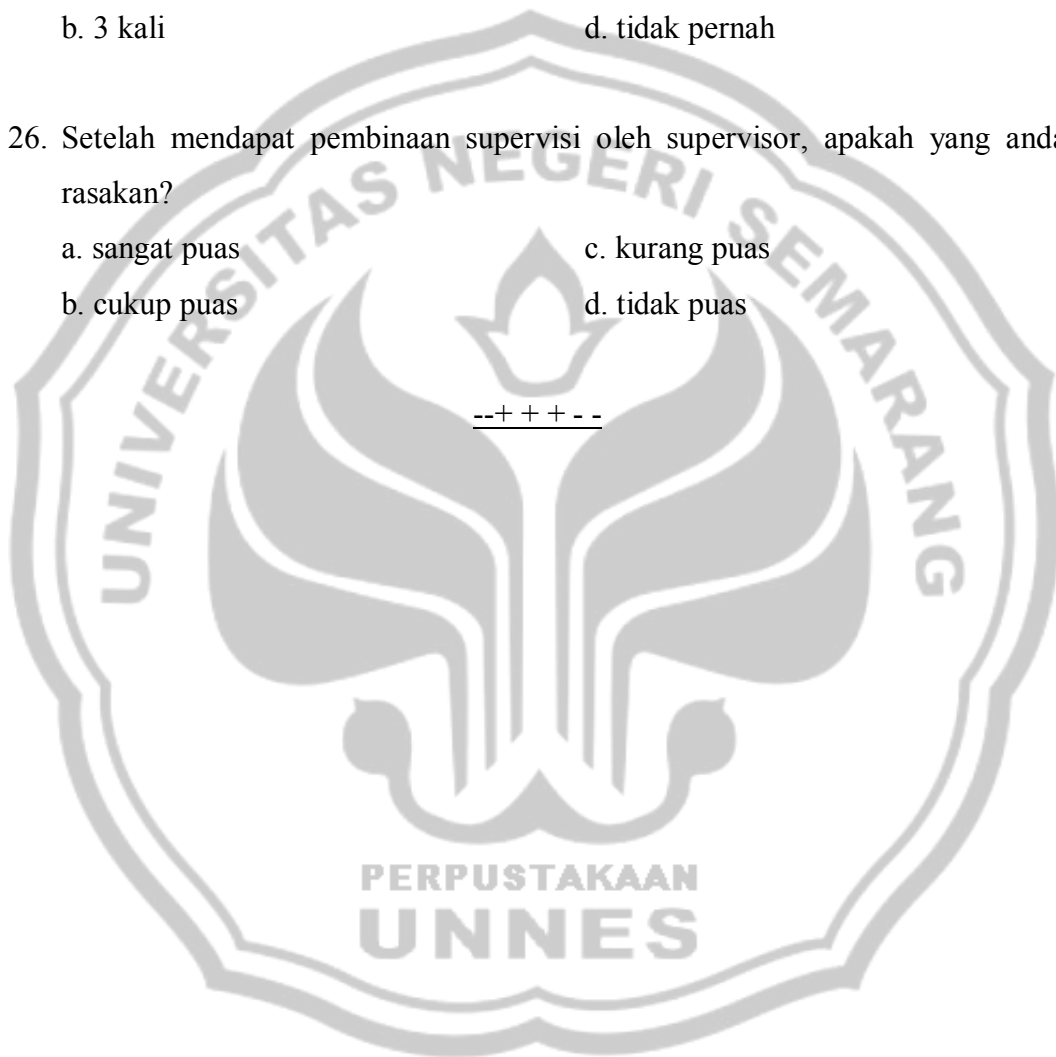 b. 3 kali d. tidak pernah
26. Setelah mendapat pembinaan supervisi oleh supervisor, apakah yang anda
rasakan?
a. sangat puas c. kurang puas
b. cukup puas d. tidak puas
--+ + + - -
UNIVERSITAS NEGERI SEMARANG
PERPUSTAKAAN
UNNES